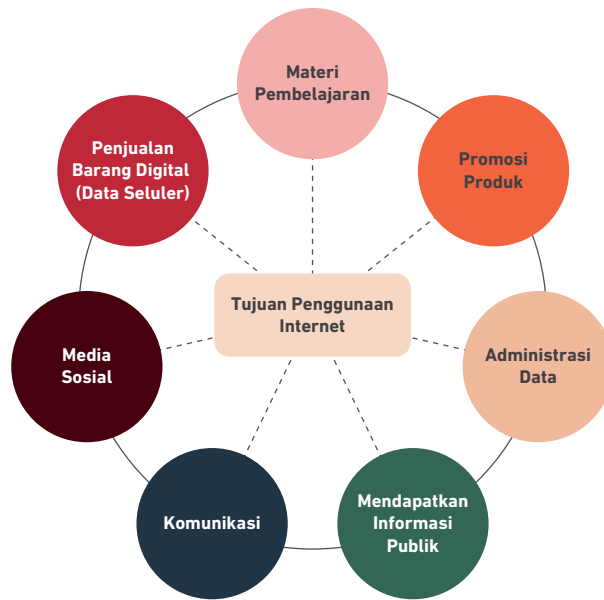 Materi
Pembelajaran
Promosi
Produk
Administrasi
Data
Mendapatkan
Informasi
Publik
Komunikasi
Media
Sosial
Penjualan
Barang Digital
(Data Seluler)
Tujuan Penggunaan
Internet